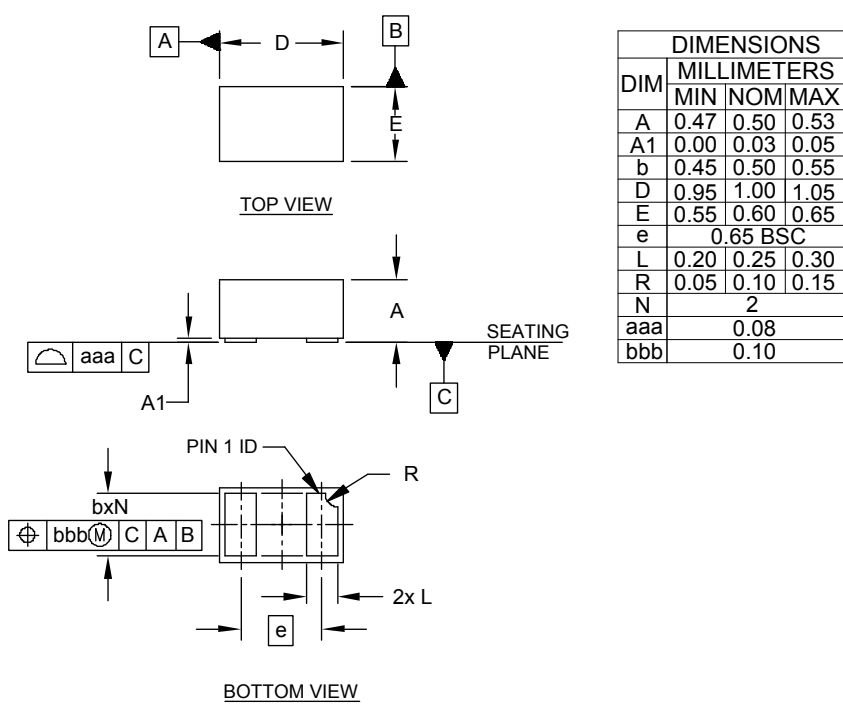 A
D
B
E
TOP VIEW
A
SEATING
PLANE
aaa C
A1
C
PIN 1 ID
R
bxN
bbbⓂ C A B
2x L
e
BOTTOM VIEW
DIMENSIONS
DIM MILLIMETERS
MIN NOM MAX
A 0.47 0.50 0.53
A1 0.00 0.03 0.05
b 0.45 0.50 0.55
D 0.95 1.00 1.05
E 0.55 0.60 0.65
e 0.65 BSC
L 0.20 0.25 0.30
R 0.05 0.10 0.15
N 2
aaa 0.08
bbb 0.10